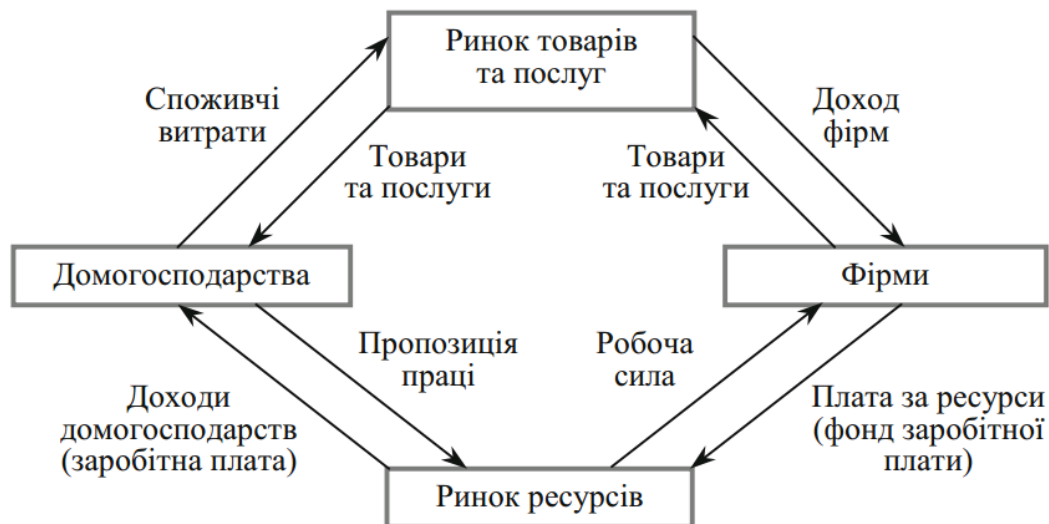 Ринок товарів
та послуг
Споживчі
витрати
Доход
фірм
Товари
та послуги
Товари
та послуги
Домогосподарства
Фірми
Пропозиція
праці
Робоча
сила
Доходи
домогосподарств
(заробітна плата)
Плата за ресурси
(фонд заробітної
плати)
Ринок ресурсів